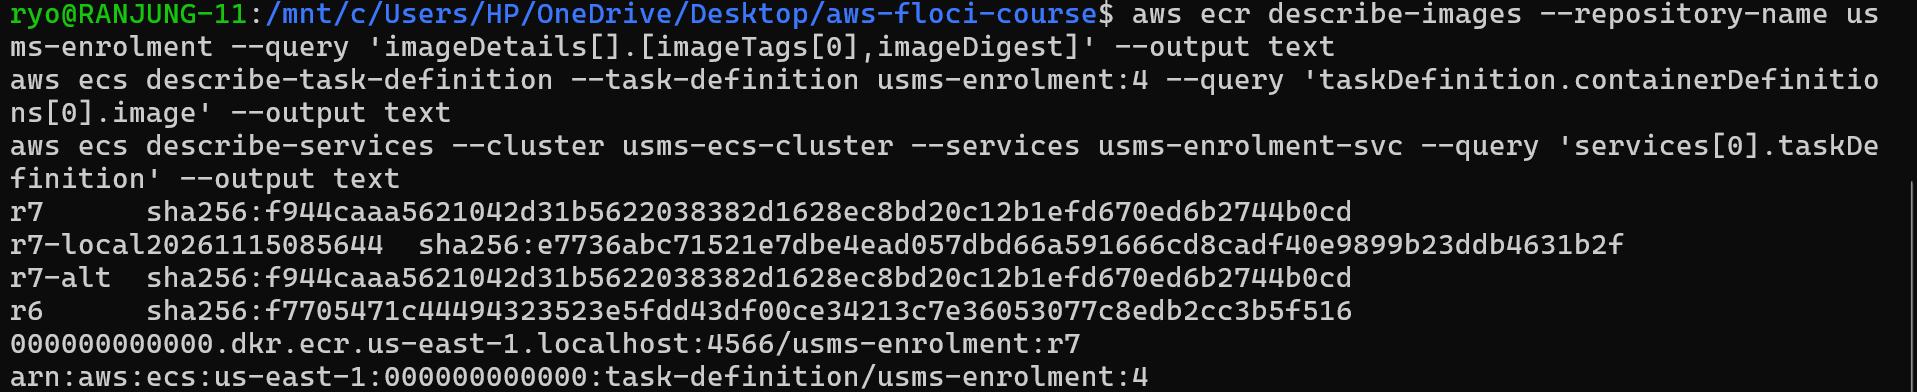 ryo@RANJUNG-11:/mnt/c/Users/HP/OneDrive/Desktop/aws-floci-course$ aws ecr describe-images --repository-name us
ms-enrolment --query 'imageDetails[].[imageTags[0],imageDigest]' --output text
aws ecs describe-task-definition --task-definition usms-enrolment:4 --query 'taskDefinition.containerDefinitio
ns[0].image' --output text
aws ecs describe-services --cluster usms-ecs-cluster --services usms-enrolment-svc --query 'services[0].taskDe
finition' --output text
r7      sha256:f944caaa5621042d31b5622038382d1628ec8bd20c12b1efd670ed6b2744b0cd
r7-local20261115085644  sha256:e7736abc71521e7dbe4ead057dbd66a591666cd8cadf40e9899b23ddb4631b2f
r7-alt  sha256:f944caaa5621042d31b5622038382d1628ec8bd20c12b1efd670ed6b2744b0cd
r6      sha256:f7705471c44494323523e5fdd43df00ce34213c7e36053077c8edb2cc3b5f516
000000000000.dkr.ecr.us-east-1.localhost:4566/usms-enrolment:r7
arn:aws:ecs:us-east-1:000000000000:task-definition/usms-enrolment:4